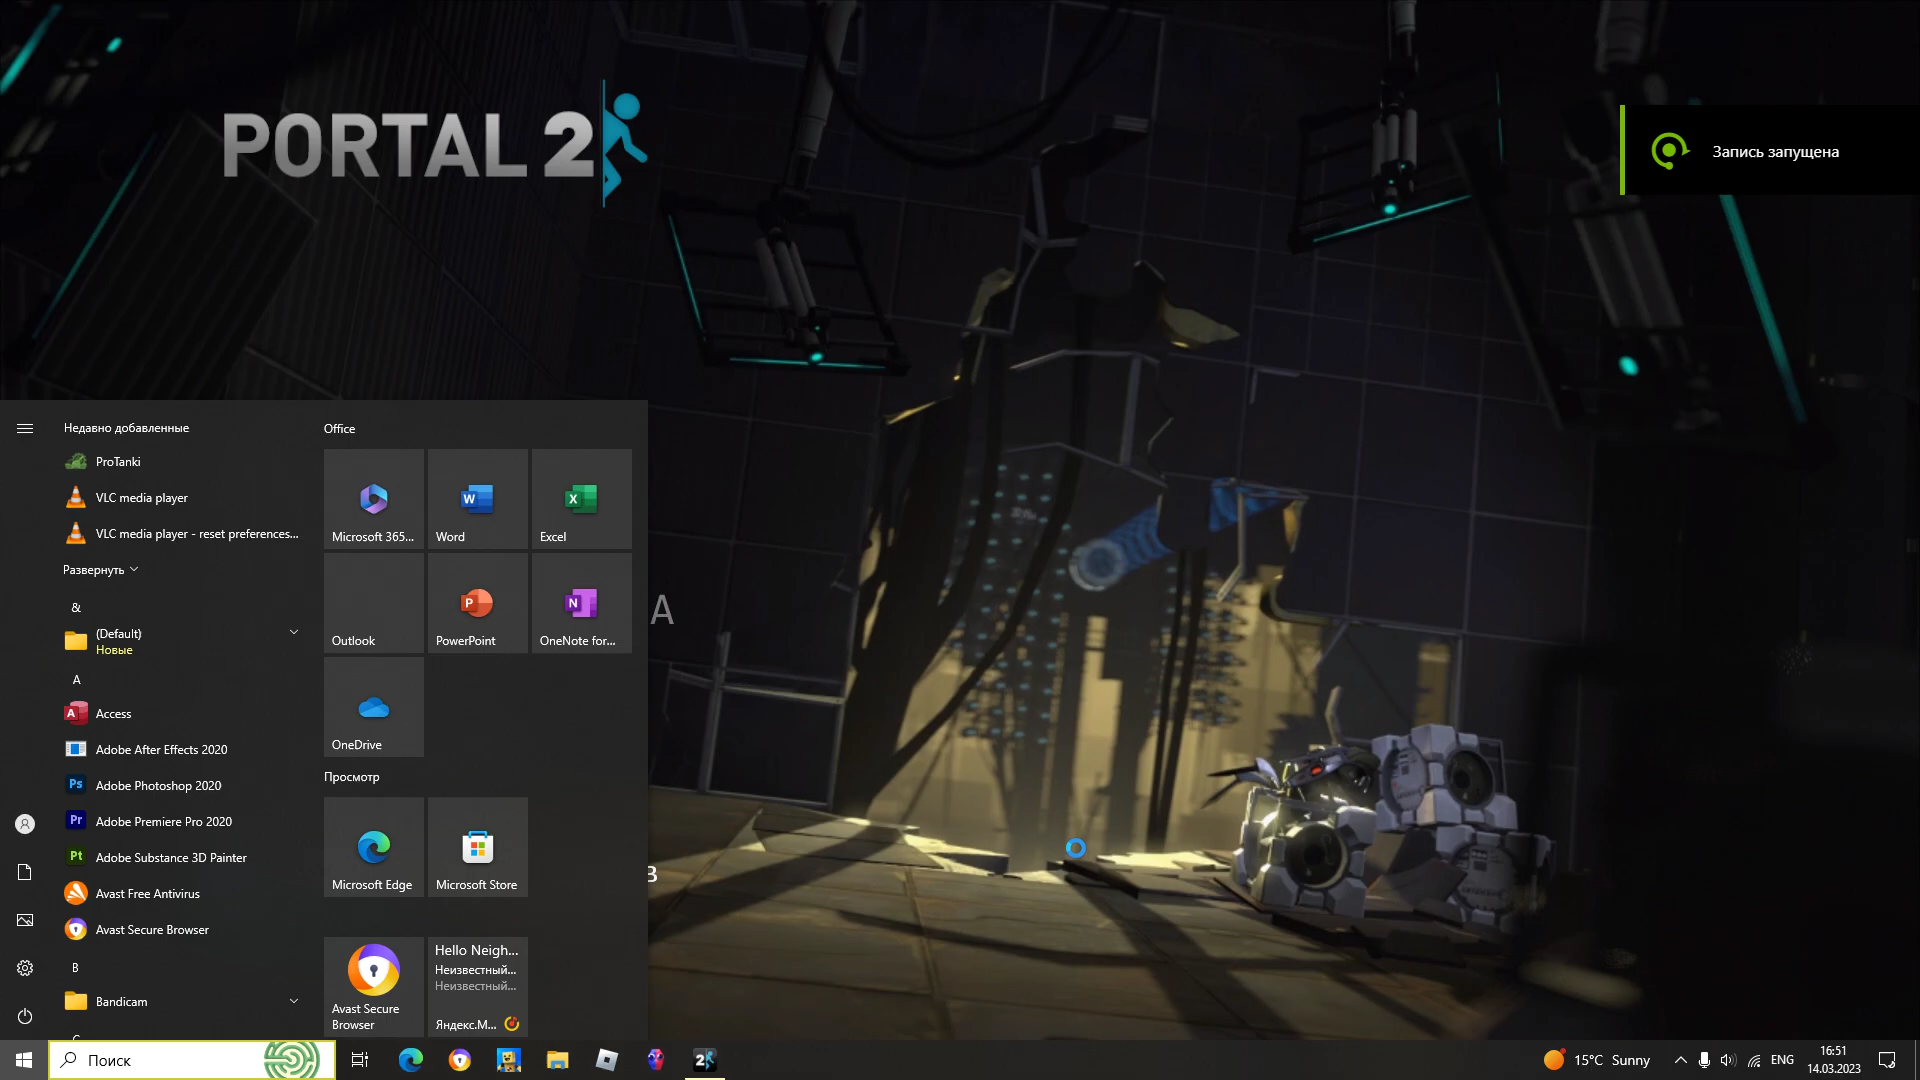 PORTAL 2
Запись запущена
Недавно добавленные
ProTanki
VLC media player
VLC media player - reset preferences...
Развернуть
&
(Default)
Новые
A
Access
Adobe After Effects 2020
Adobe Photoshop 2020
Adobe Premiere Pro 2020
Adobe Substance 3D Painter
Avast Free Antivirus
Avast Secure Browser
B
Bandicam
Office
Microsoft 365...
Word
Excel
Outlook
PowerPoint
OneNote for...
OneDrive
Просмотр
Microsoft Edge
Microsoft Store
Avast Secure
Browser
Hello Neigh...
Неизвестный...
Неизвестный...
Яндекс.М...
А
в
Поиск
15°C Sunny
ENG
16:51
14.03.2023